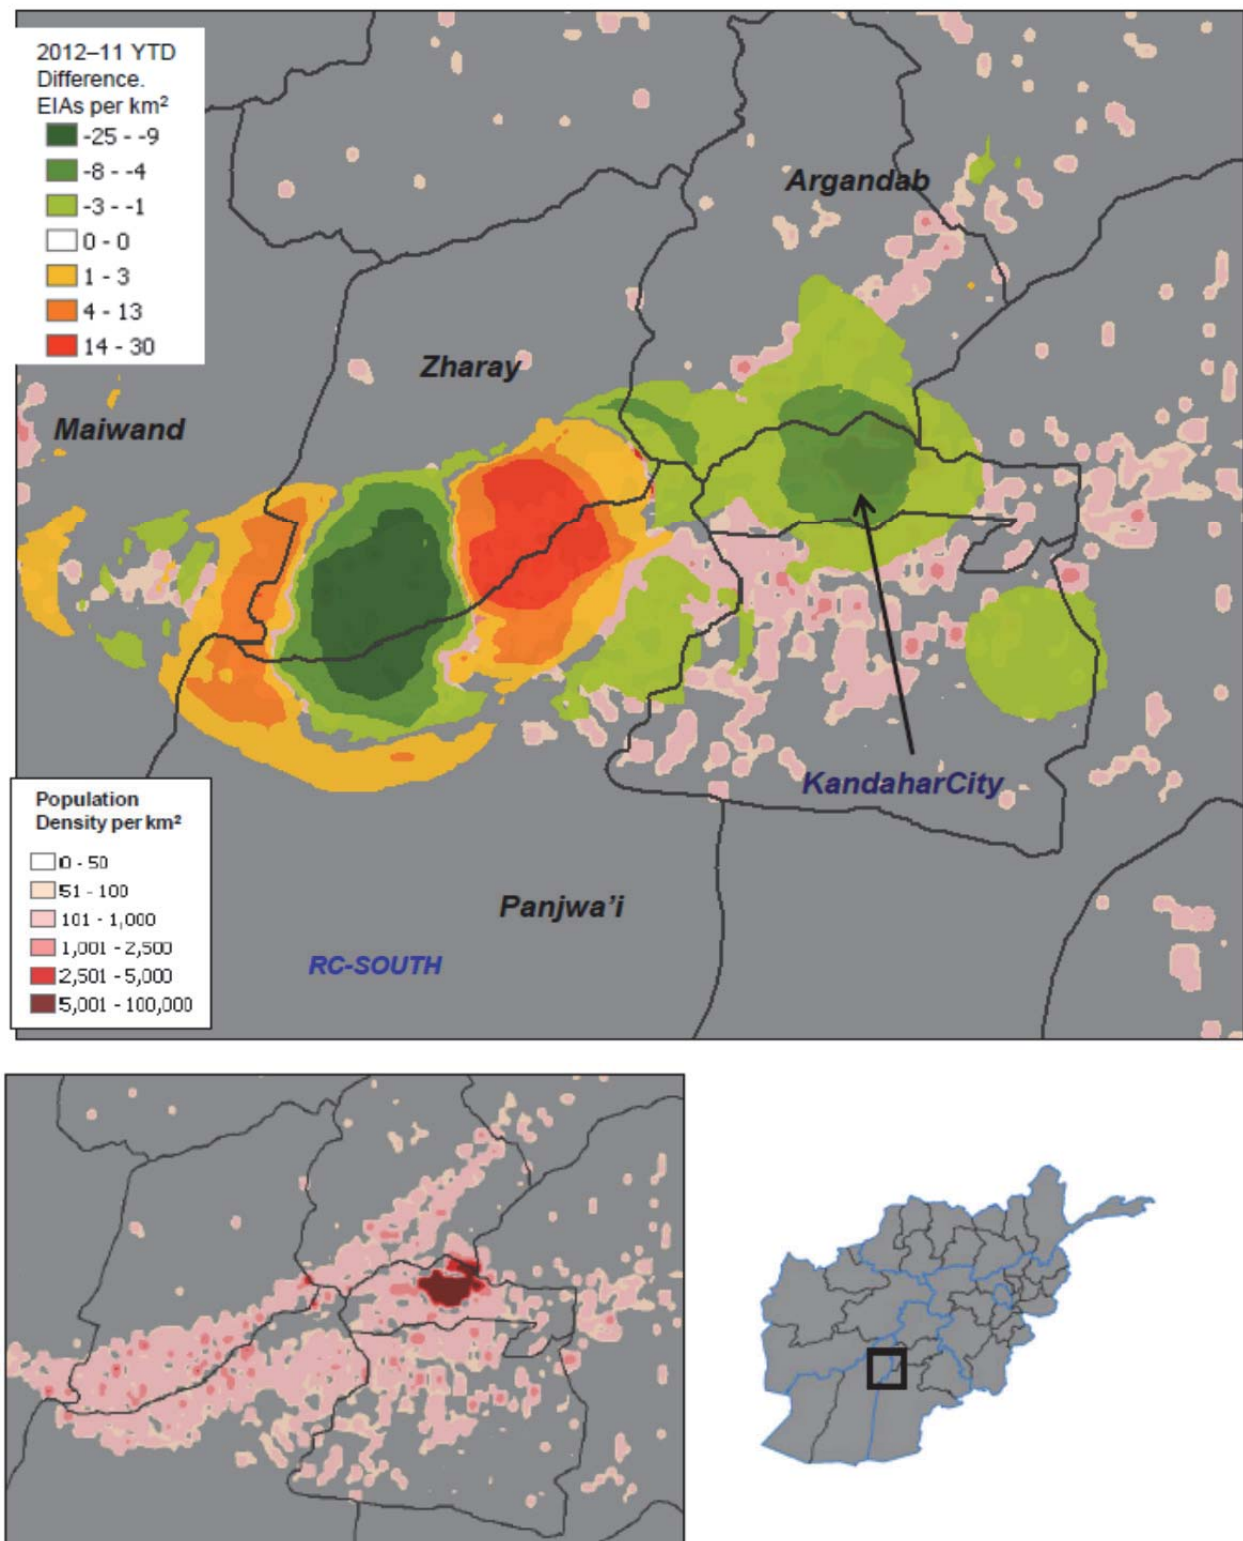 2012–11 YTD
Difference.
EIAs per km²
-25 - -9
-8 - -4
-3 - -1
0 - 0
1 - 3
4 - 13
14 - 30
Argandab
Zharay
Maiwand
KandaharCity
Panjwa'i
RC-SOUTH
Population
Density per km²
0 - 50
51 - 100
101 - 1,000
1,001 - 2,500
2,501 - 5,000
5,001 - 100,000